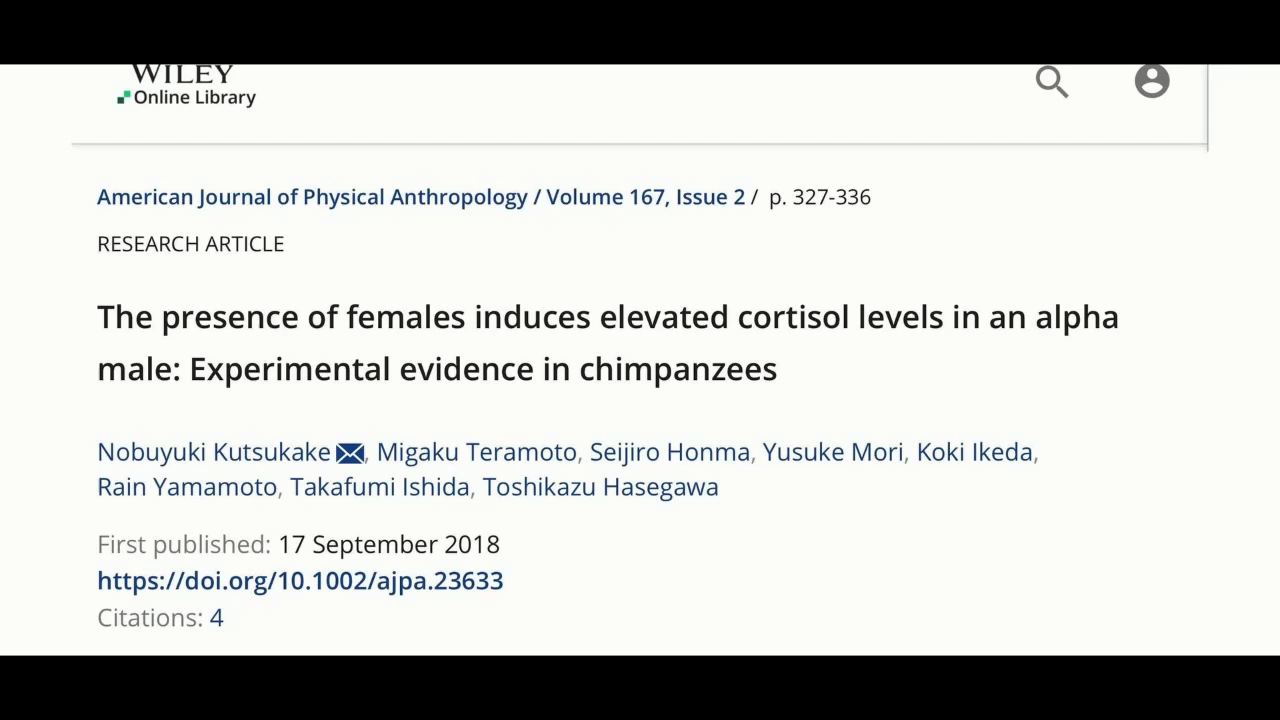 WILEY
Online Library
American Journal of Physical Anthropology / Volume 167, Issue 2 / p. 327-336
RESEARCH ARTICLE
The presence of females induces elevated cortisol levels in an alpha
male: Experimental evidence in chimpanzees
Nobuyuki Kutsukake, Migaku Teramoto, Seijiro Honma, Yusuke Mori, Koki Ikeda,
Rain Yamamoto, Takafumi Ishida, Toshikazu Hasegawa
First published: 17 September 2018
https://doi.org/10.1002/ajpa.23633
Citations: 4